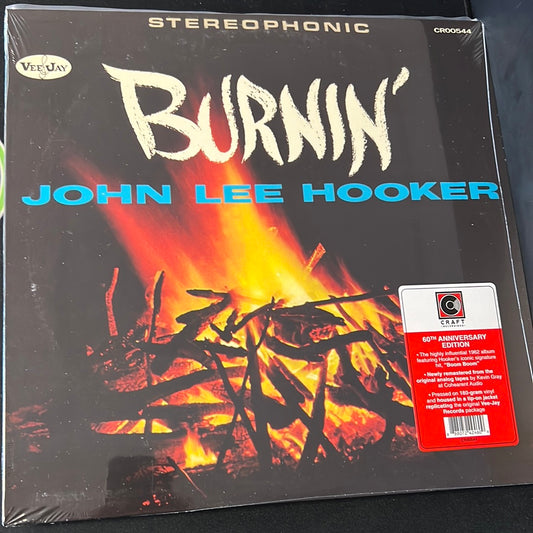 STEREOPHONIC
CR00544
VEE JAY
BURNIN'
JOHN LEE HOOKER
CRAFT
RECORDINGS
60TH ANNIVERSARY
EDITION
• The highly influential 1962 album
featuring Hooker's iconic signature
hit, "Boom Boom"
• Newly remastered from the
original analog tapes by Kevin Gray
at Cohearent Audio
• Pressed on 180-gram vinyl
and housed in a tip-on jacket
replicating the original Vee-Jay
Records package